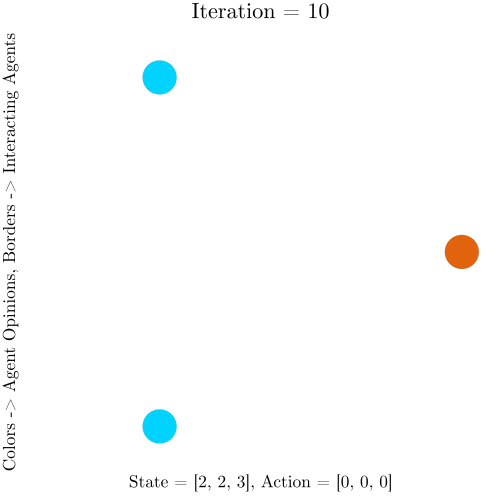 Iteration = 10
Colors -> Agent Opinions, Borders -> Interacting Agents
State = [2, 2, 3], Action = [0, 0, 0]